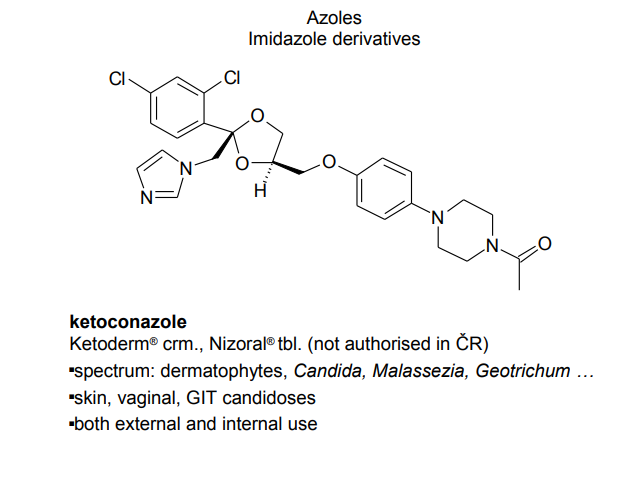 Azoles
Imidazole derivatives
Cl
Cl
O
O
N
N
H
O
N
N
O
ketoconazole
Ketoderm® crm., Nizoral® tbl. (not authorised in ČR)
▪spectrum: dermatophytes, Candida, Malassezia, Geotrichum …
▪skin, vaginal, GIT candidoses
▪both external and internal use